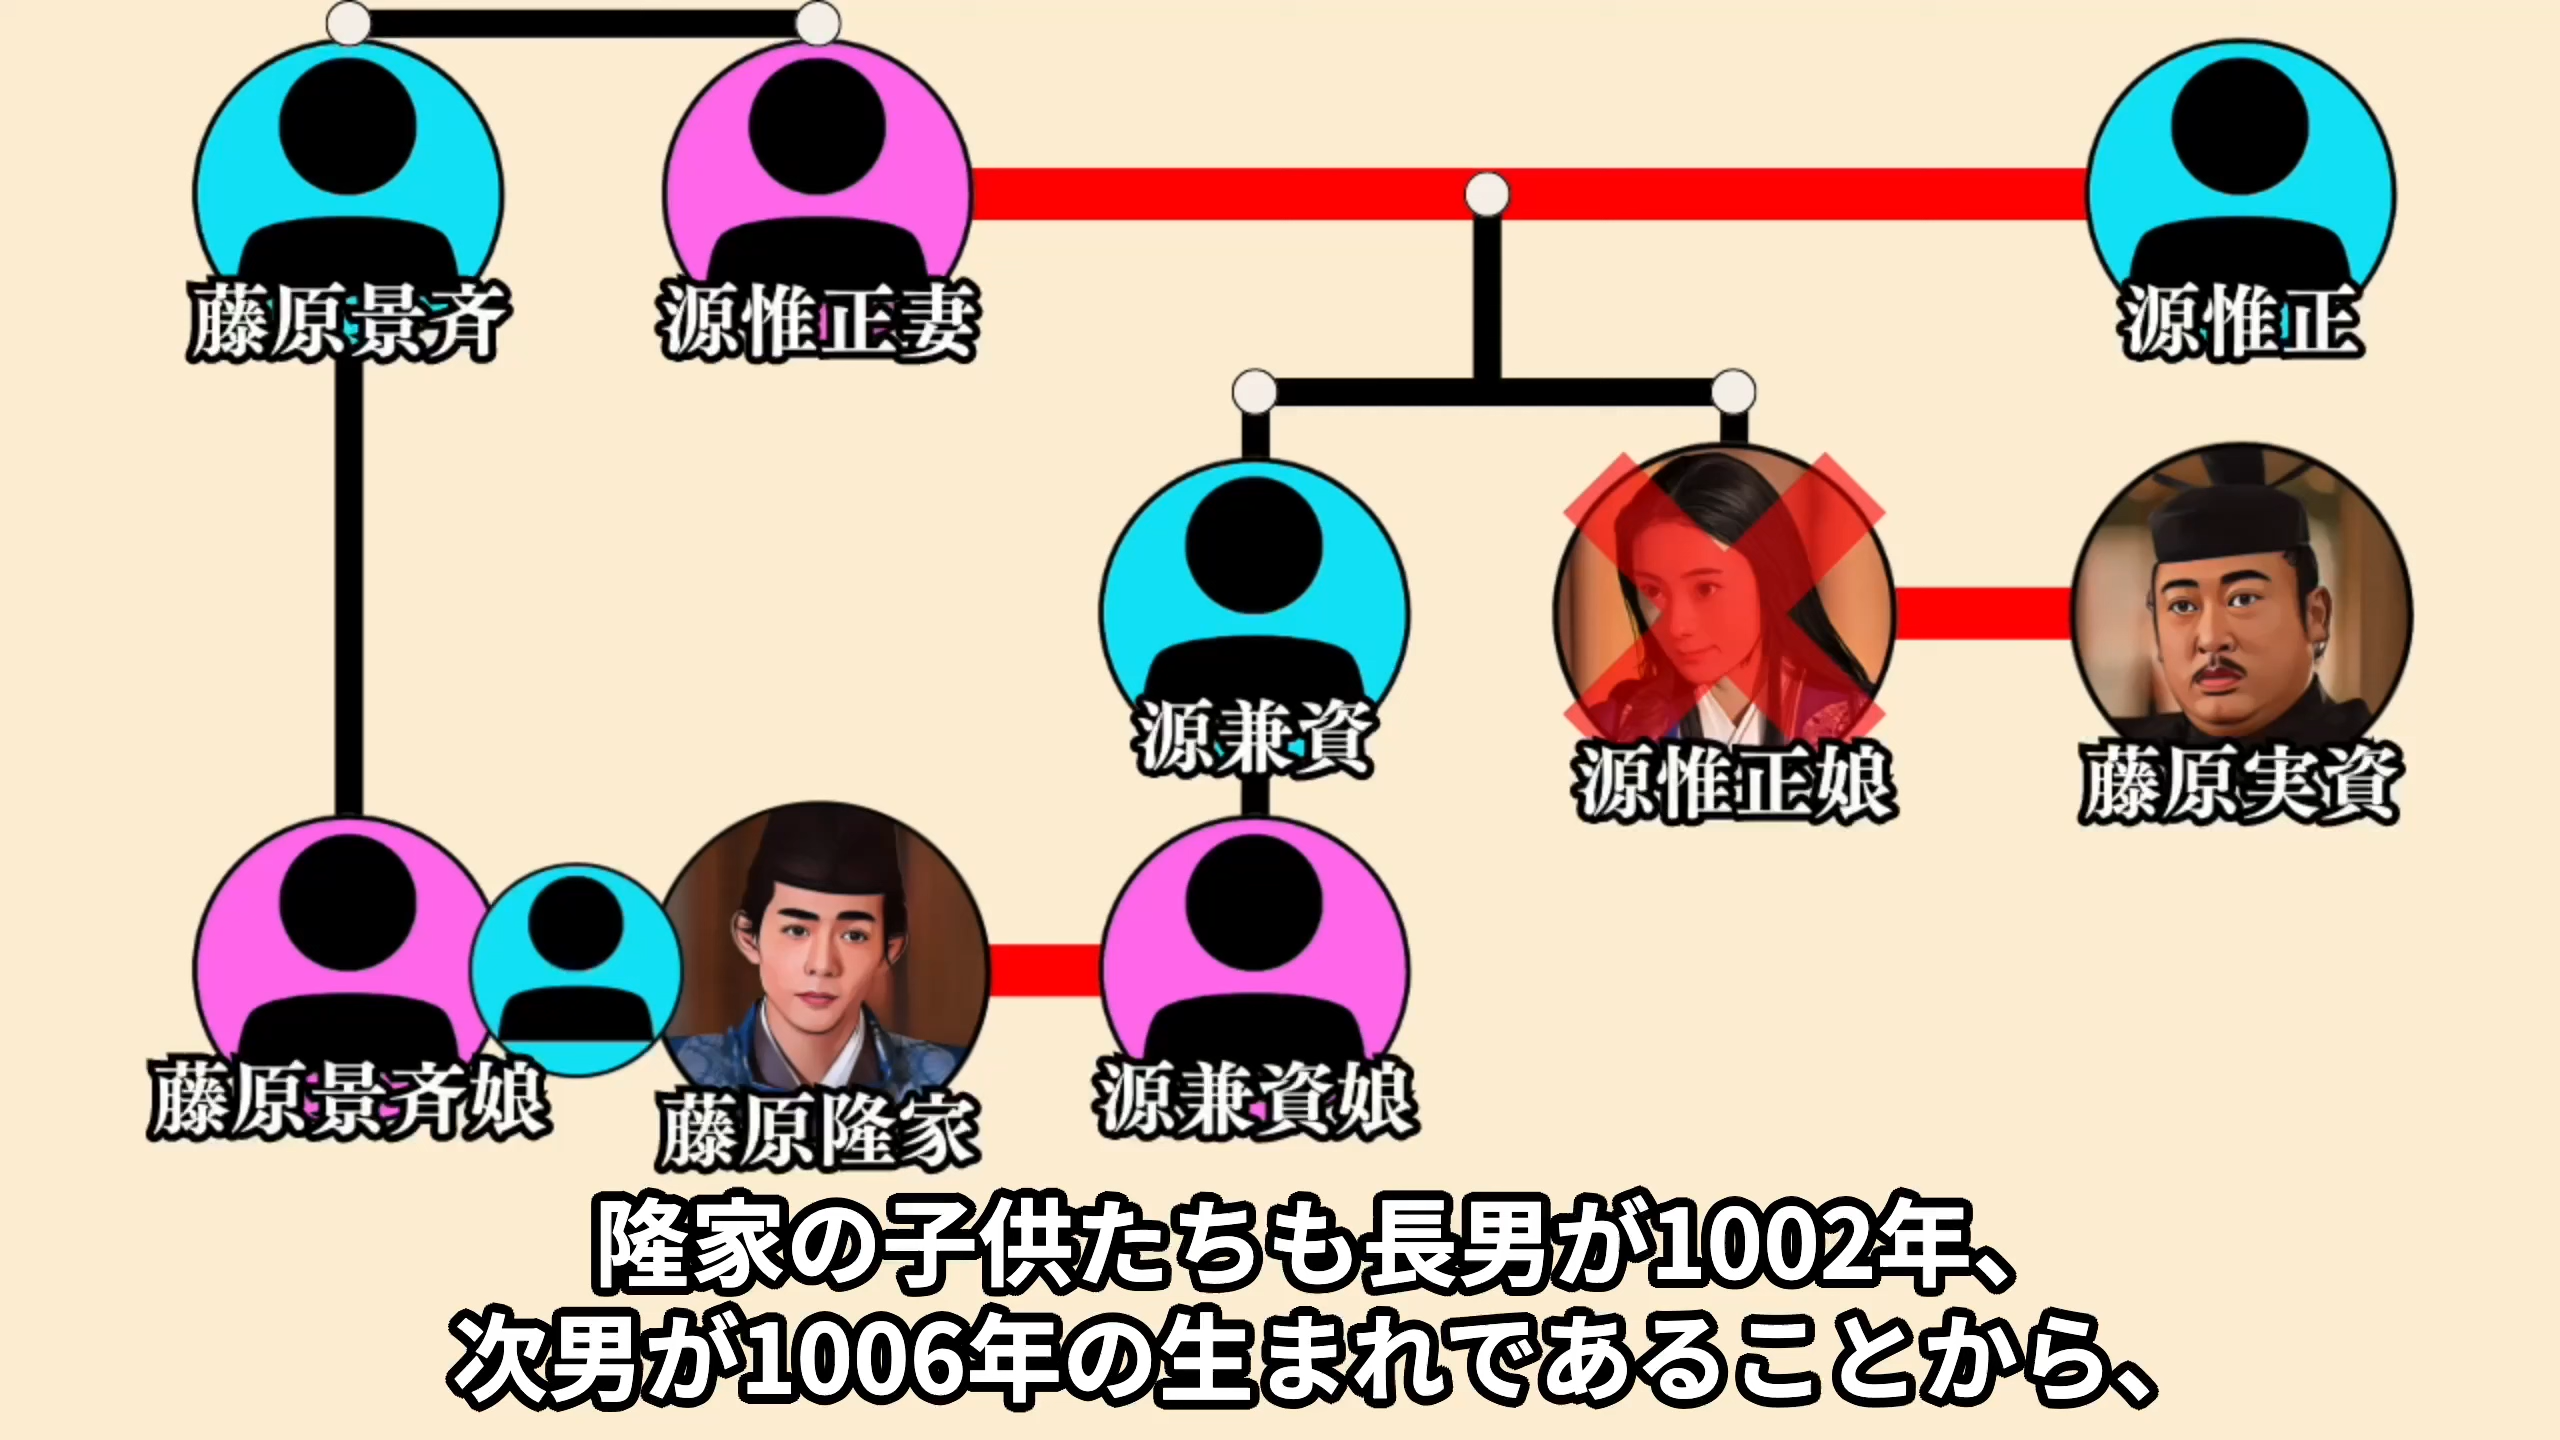 藤原景斉
源惟正妻
源惟正
源兼資
源惟正娘
藤原実資
藤原景斉娘
藤原隆家
源兼資娘
隆家の子供たちも長男が1002年、
次男が1006年の生まれであることから、